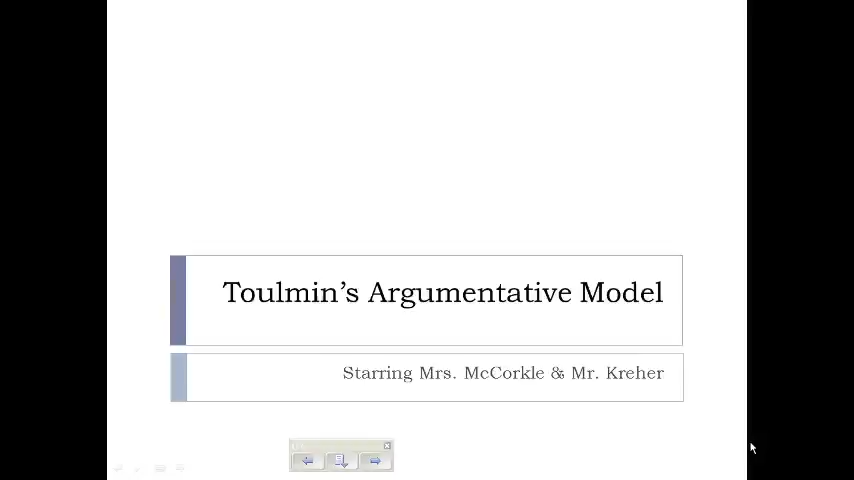 Toulmin's Argumentative Model
Starring Mrs. McCorkle & Mr. Kreher